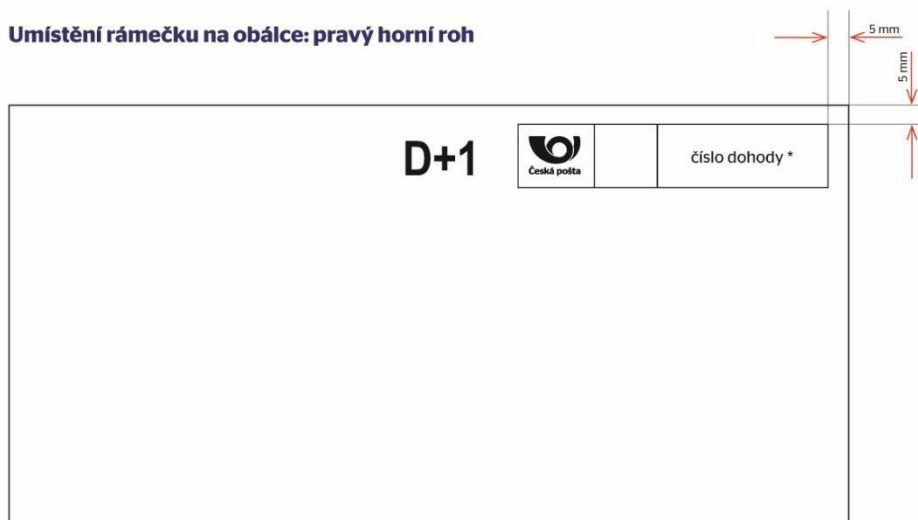 Umístění rámečku na obálce: pravý horní roh
5 mm
5 mm
D+1
Česká pošta
číslo dohody *